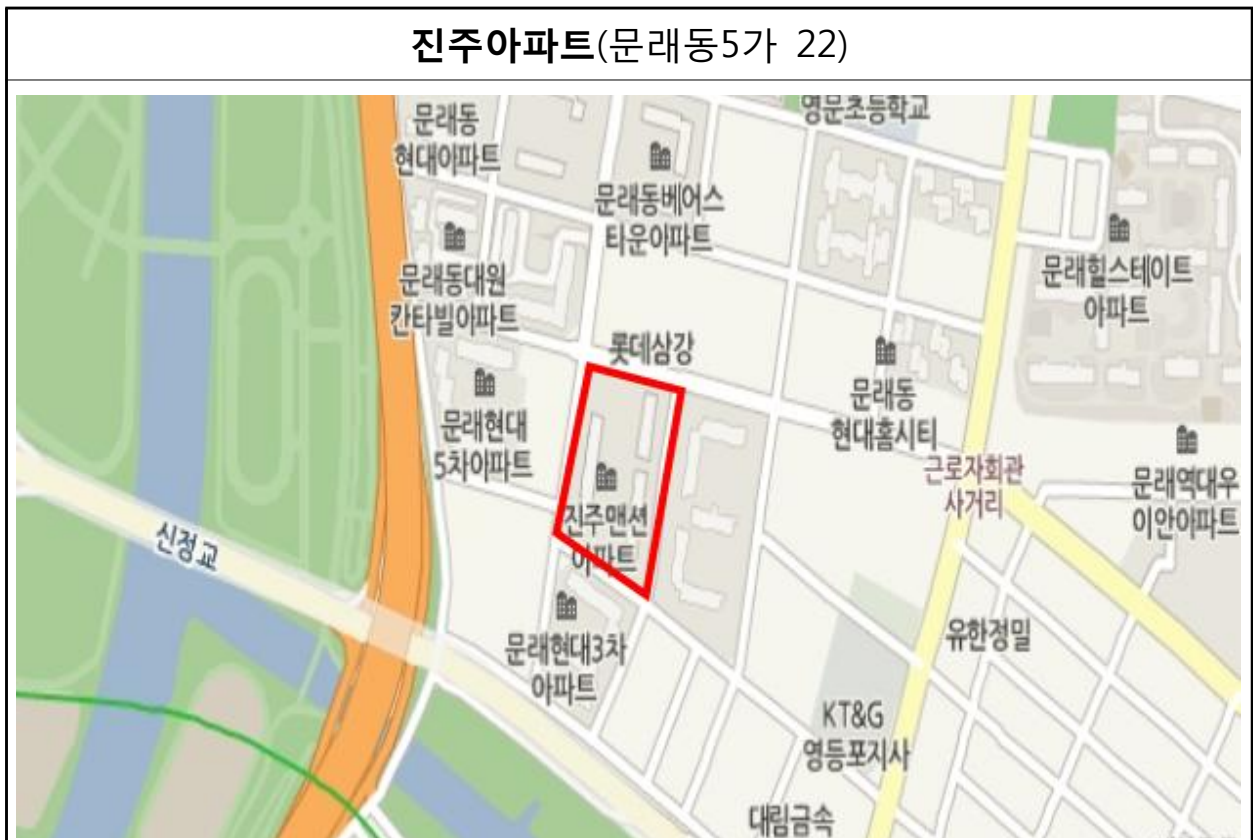 진주아파트(문래동5가 22)
영문초등학교
문래동
현대아파트
문래동베어스
타운아파트
문래힐스테이트
아파트
문래동대원
칸타빌아파트
롯데삼강
문래동
현대홈시티
문래현대
5차아파트
근로자회관
사거리
문래역대우
이안아파트
진주맨션
아파트
신정교
문래현대3차
아파트
유한정밀
KT&G
영등포지사
대림금속